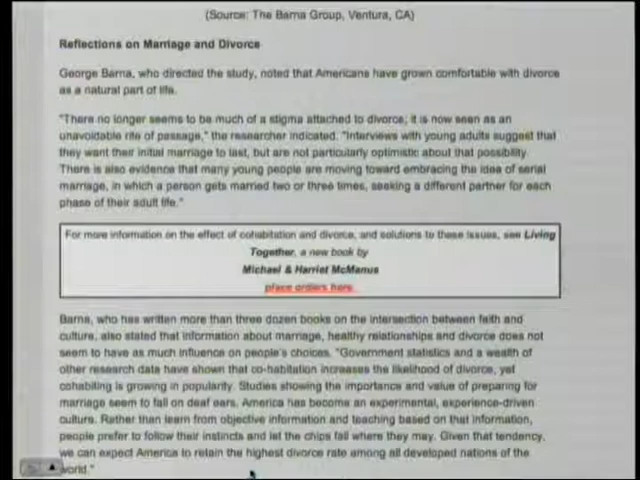 (Source: The Barna Group, Ventura, CA)
Reflections on Marriage and Divorce
George Barna, who directed the study, noted that Americans have grown comfortable with divorce
as a natural part of life.
"There no longer seems to be much of a stigma attached to divorce; it is now seen as an
unavoidable rite of passage," the researcher indicated. "Interviews with young adults suggest that
they want their initial marriage to last, but are not particularly optimistic about that possibility.
There is also evidence that many young people are moving toward embracing the idea of serial
marriage, in which a person gets married two or three times, seeking a different partner for each
phase of their adult life."
For more information on the effect of cohabitation and divorce, and solutions to these issues, see Living
Together, a new book by
Michael & Harriet McManus
place orders here
Barna, who has written more than three dozen books on the intersection between faith and
culture, also stated that information about marriage, healthy relationships and divorce does not
seem to have as much influence on people's choices. "Government statistics and a wealth of
other research data have shown that co-habitation increases the likelihood of divorce, yet
cohabiting is growing in popularity. Studies showing the importance and value of preparing for
marriage seem to fall on deaf ears. America has become an experimental, experience-driven
culture. Rather than learn from objective information and teaching based on that information,
people prefer to follow their instincts and let the chips fall where they may. Given that tendency,
we can expect America to retain the highest divorce rate among all developed nations of the
world."